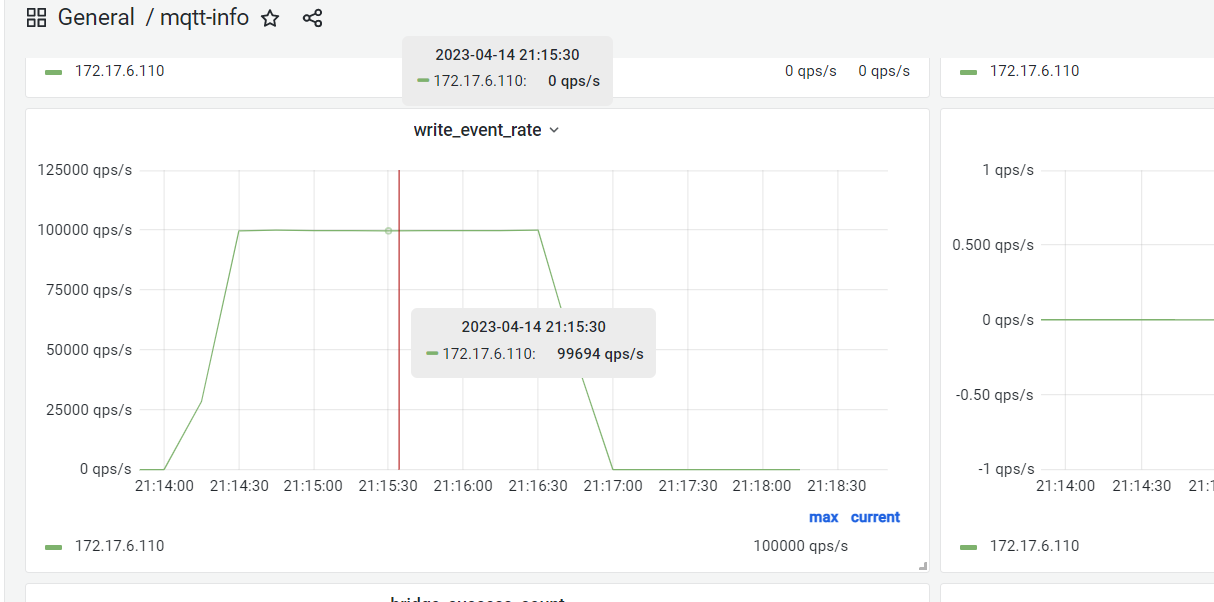 General / mqtt-info
2023-04-14 21:15:30
172.17.6.110: 0 qps/s
172.17.6.110 0 qps/s 0 qps/s
172.17.6.110
write_event_rate
125000 qps/s
100000 qps/s
75000 qps/s
50000 qps/s
25000 qps/s
0 qps/s
2023-04-14 21:15:30
172.17.6.110: 99694 qps/s
21:14:00 21:14:30 21:15:00 21:15:30 21:16:00 21:16:30 21:17:00 21:17:30 21:18:00 21:18:30
max current
172.17.6.110 100000 qps/s
1 qps/s
0.500 qps/s
0 qps/s
-0.50 qps/s
-1 qps/s
21:14:00 21:14:30 21:1
172.17.6.110